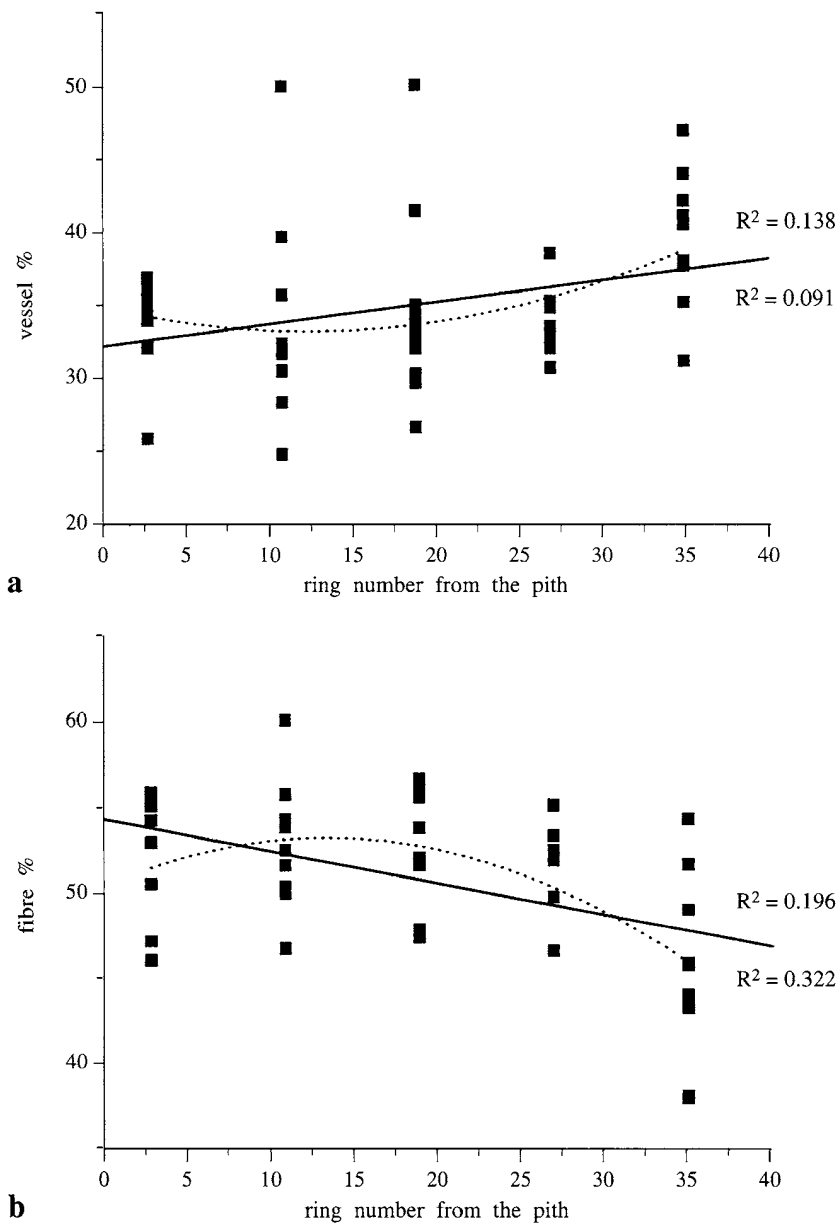 50
40
30
20
vessel %
R² = 0.138
R² = 0.091
0 5 10 15 20 25 30 35 40
ring number from the pith
a
60
50
40
fibre %
R² = 0.196
R² = 0.322
0 5 10 15 20 25 30 35 40
ring number from the pith
b